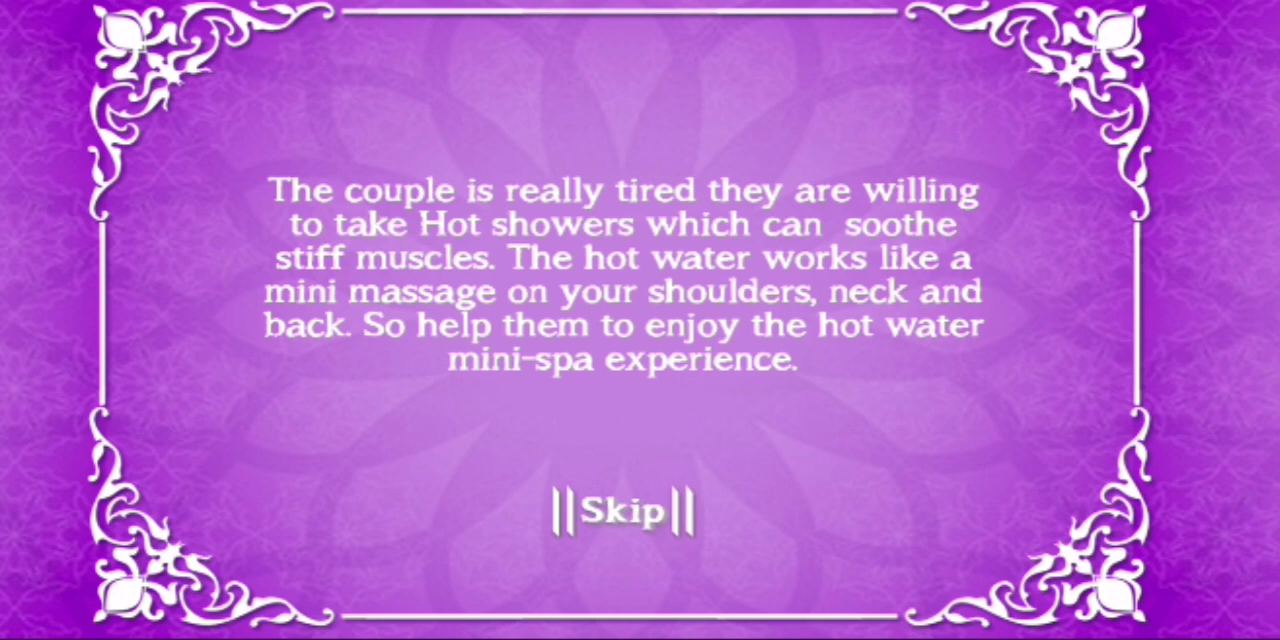 The couple is really tired they are willing
to take Hot showers which can  soothe
stiff muscles. The hot water works like a
mini massage on your shoulders, neck and
back. So help them to enjoy the hot water
mini-spa experience.
||Skip||